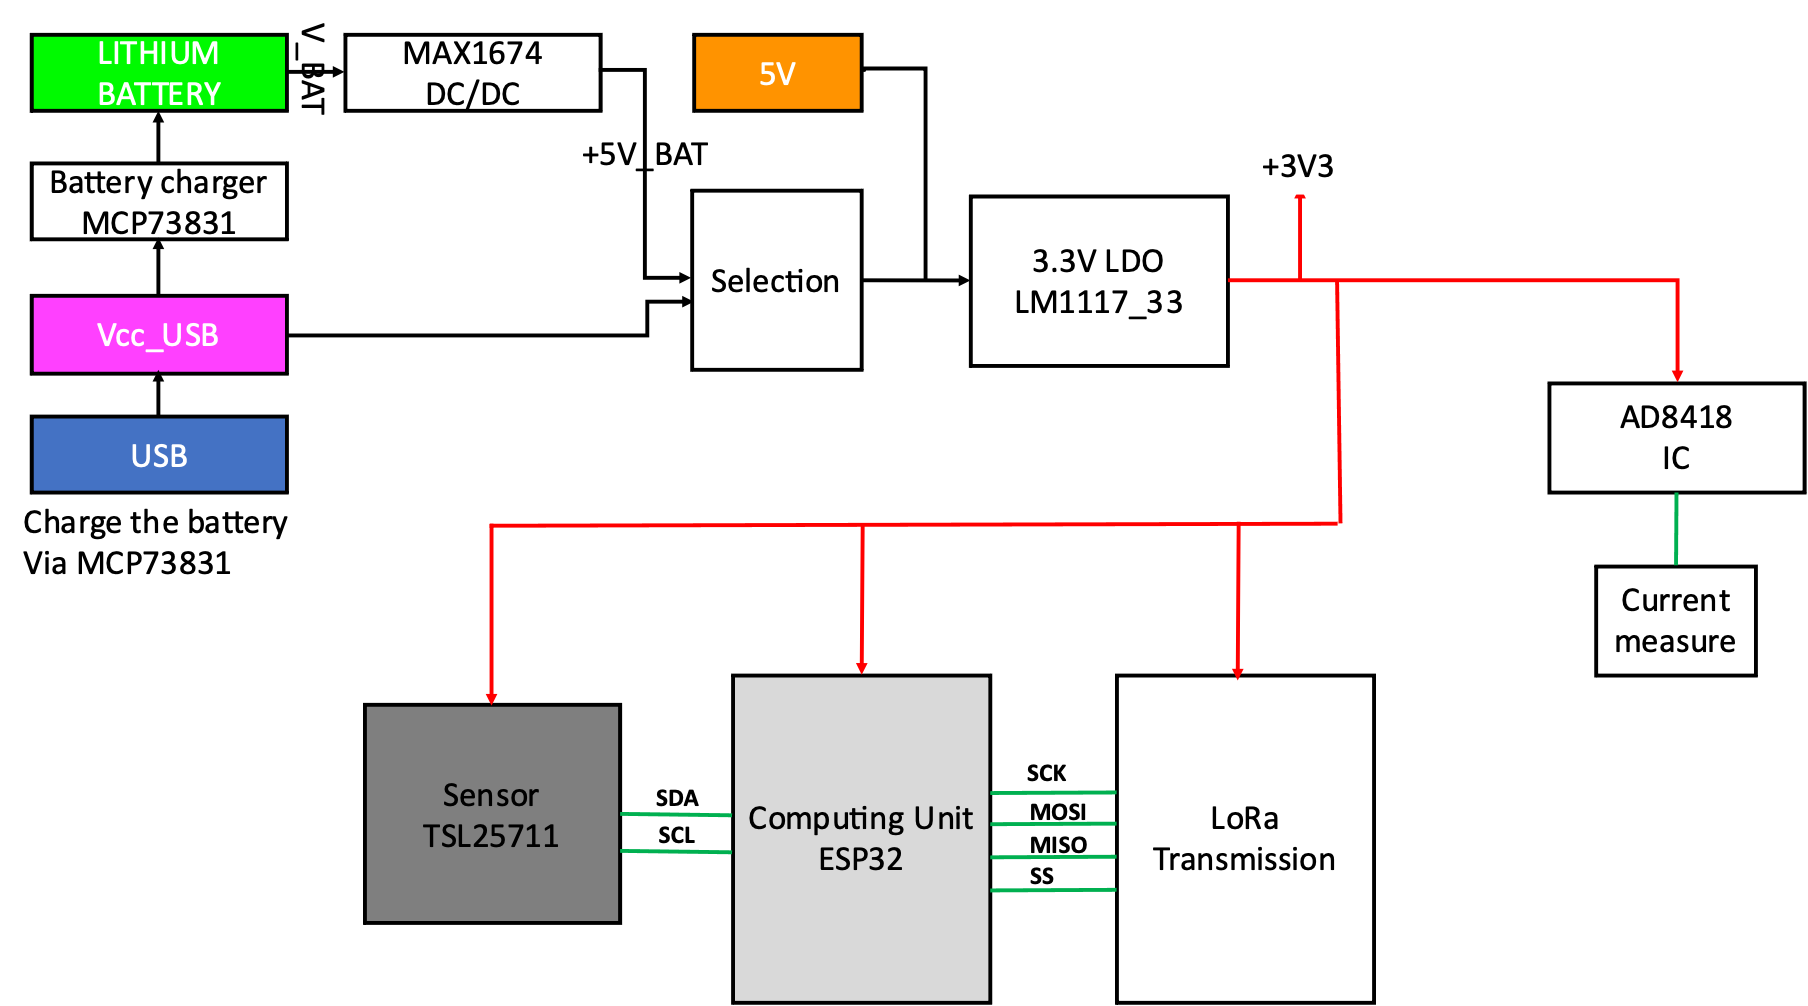 LITHIUM
BATTERY
V_BAT
MAX1674
DC/DC
5V
+5V_BAT
Battery charger
MCP73831
+3V3
Selection
3.3V LDO
LM1117_33
Vcc_USB
USB
Charge the battery
Via MCP73831
AD8418
IC
Current
measure
Sensor
TSL25711
SDA
SCL
Computing Unit
ESP32
SCK
MOSI
MISO
SS
LoRa
Transmission